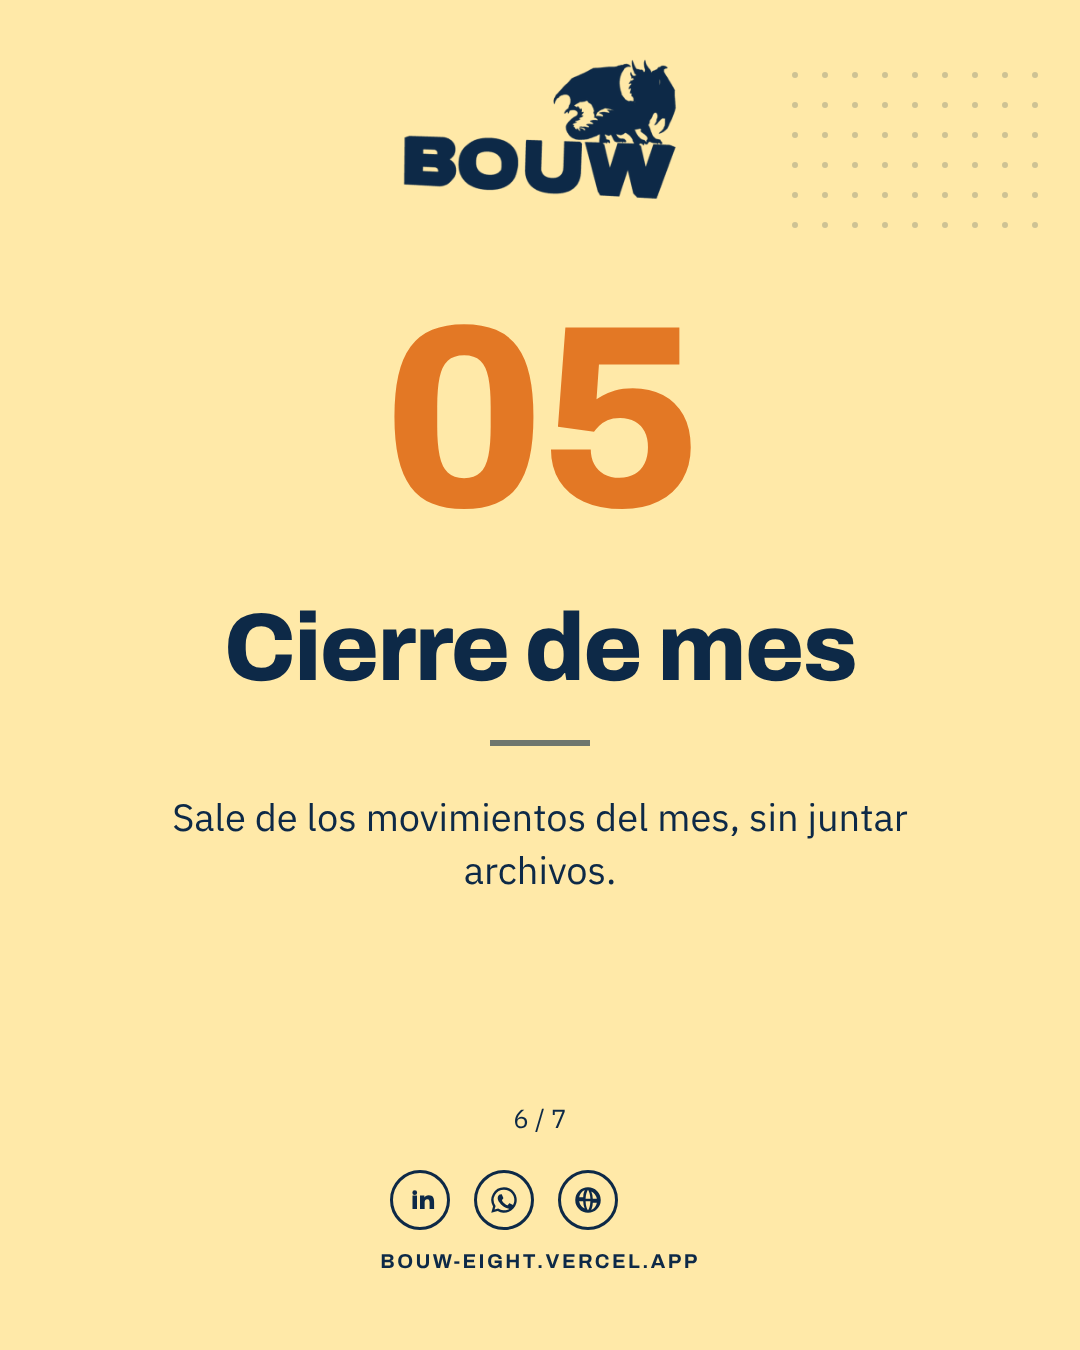 BOUW
05
Cierre de mes
Sale de los movimientos del mes, sin juntar
archivos.
6 / 7
in
BOUW-EIGHT.VERCEL.APP